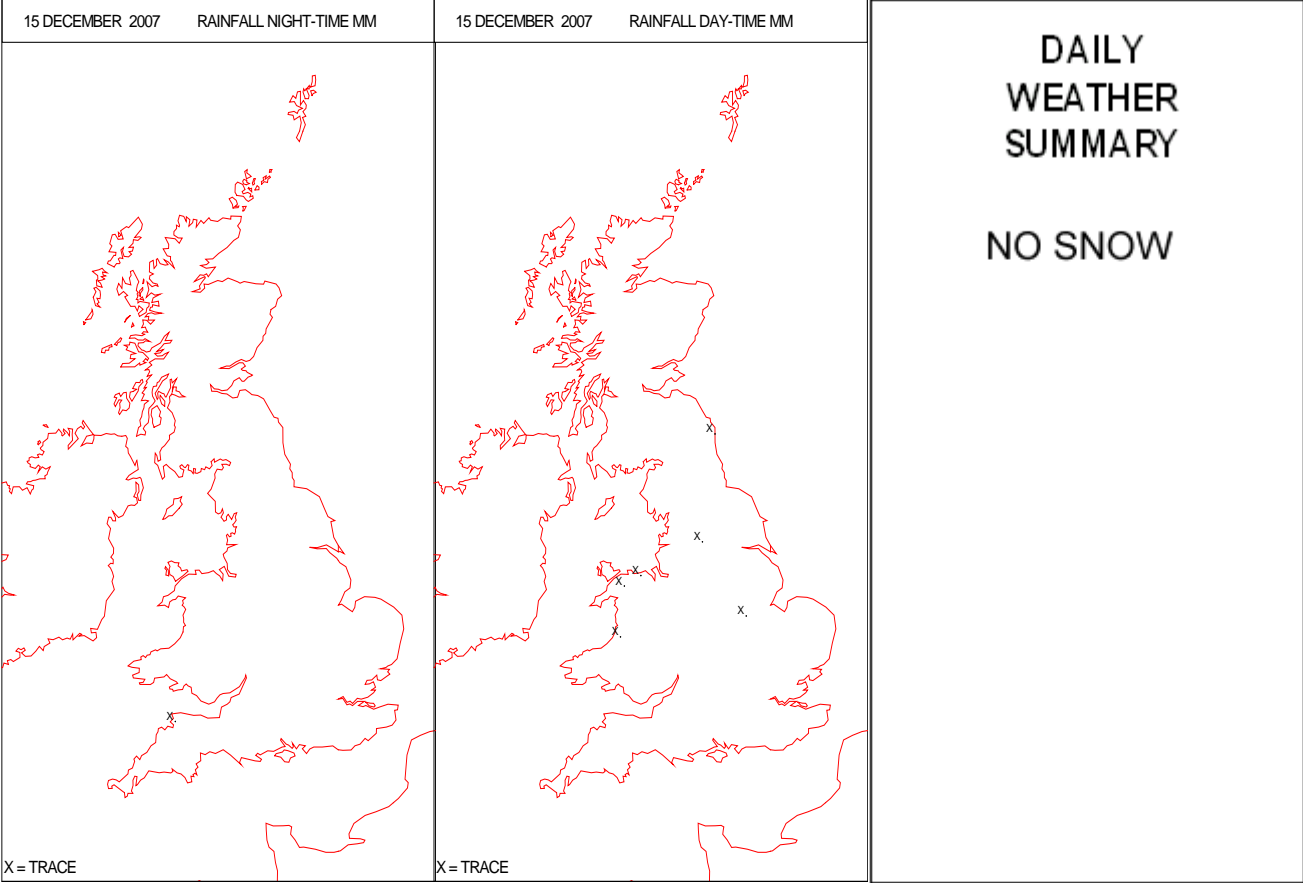 15 DECEMBER 2007 RAINFALL NIGHT-TIME MM
X.
X = TRACE
15 DECEMBER 2007 RAINFALL DAY-TIME MM
X.
X.
X.
X.
X.
X.
X = TRACE
DAILY
WEATHER
SUMMARY
NO SNOW